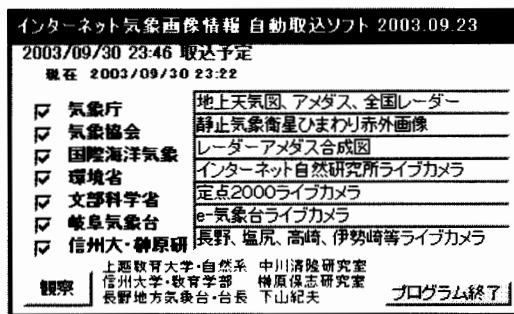 インターネット気象画像情報 自動取込ソフト 2003.09.23
2003/09/30 23:46 取込予定
現在 2003/09/30 23:22
気象庁 地上天気図、アメダス、全国レーダー
気象協会 静止気象衛星ひまわり赤外画像
国際海洋気象 レーダーアメダス合成図
環境省 インターネット自然研究所ライブカメラ
文部科学省 定点2000ライブカメラ
岐阜気象台 e-気象台ライブカメラ
信州大・榊原研 長野、塩尻、高崎、伊勢崎等ライブカメラ
上越教育大学・自然系 中川清隆研究室
信州大学・教育学部 榊原保志研究室
長野地方気象台・台長 下山紀夫
観察
プログラム終了